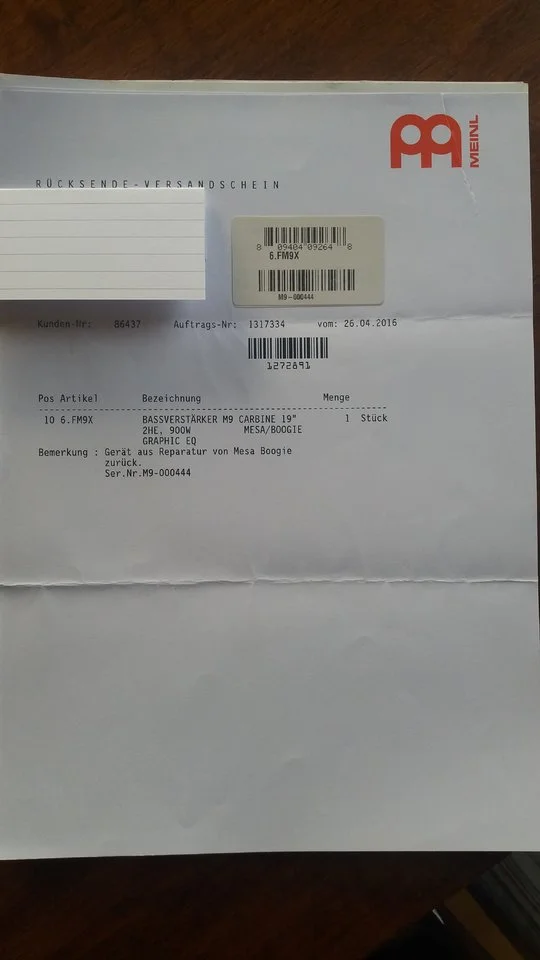 MEINL
RÜCKSENDE-VERSANDSCHEIN
8 09404 09264 8
6.FM9X
M9-000444
Kunden-Nr: 86437 Auftrags-Nr: 1317334 vom: 26.04.2016
1272891
Pos Artikel Bezeichnung Menge
10 6.FM9X BASSVERSTÄRKER M9 CARBINE 19" 1 Stück
2HE, 900W MESA/BOOGIE
GRAPHIC EQ
Bemerkung : Gerät aus Reparatur von Mesa Boogie
zurück.
Ser.Nr.M9-000444